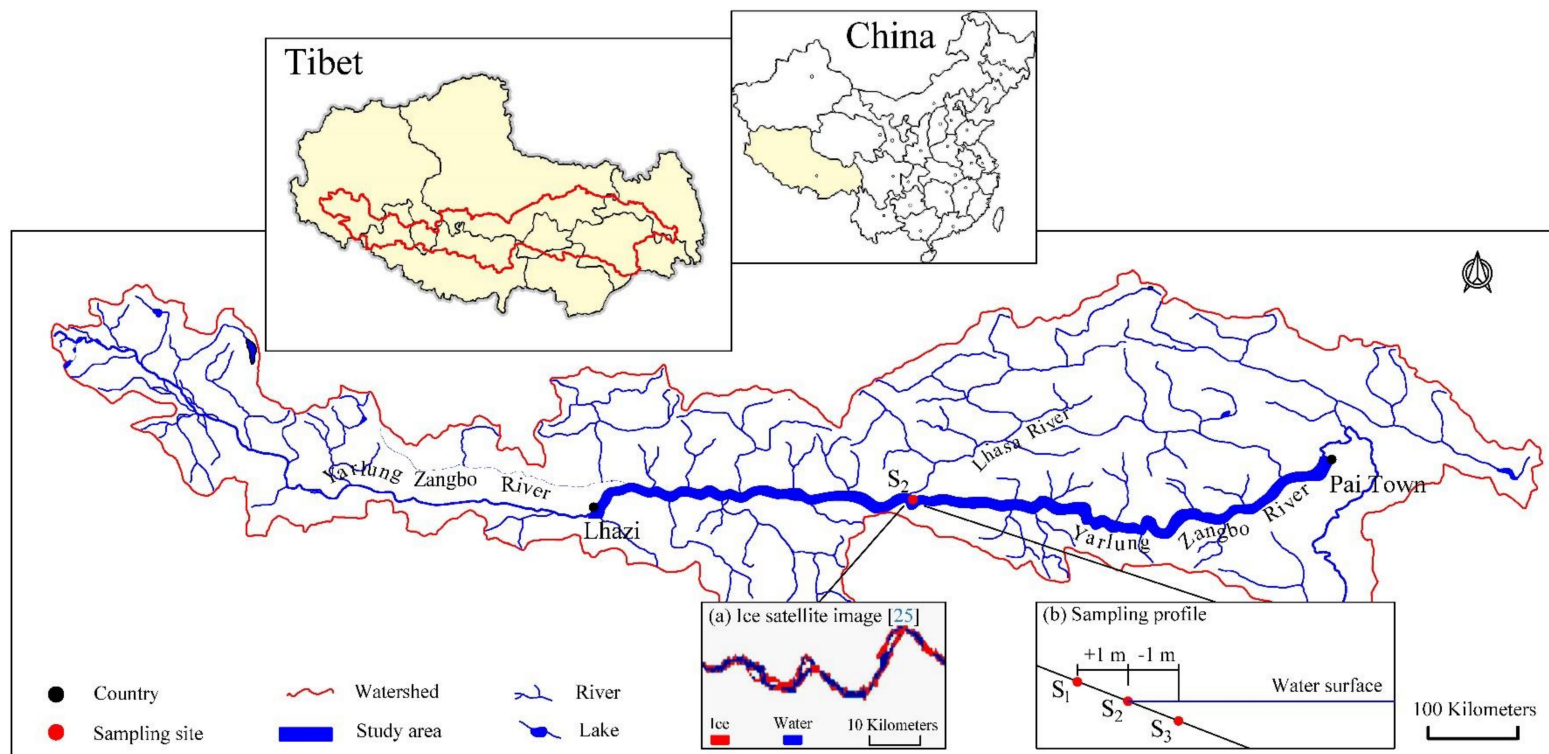 Tibet
China
Lhasa River
Yarlung Zangbo River
S2
Pai Town
Lhazi
Yarlung Zangbo River
(a) Ice satellite image [25]
Ice
Water
10 Kilometers
(b) Sampling profile
+1 m
-1 m
S1
S2
S3
Water surface
Country
Watershed
River
Sampling site
Study area
Lake
100 Kilometers